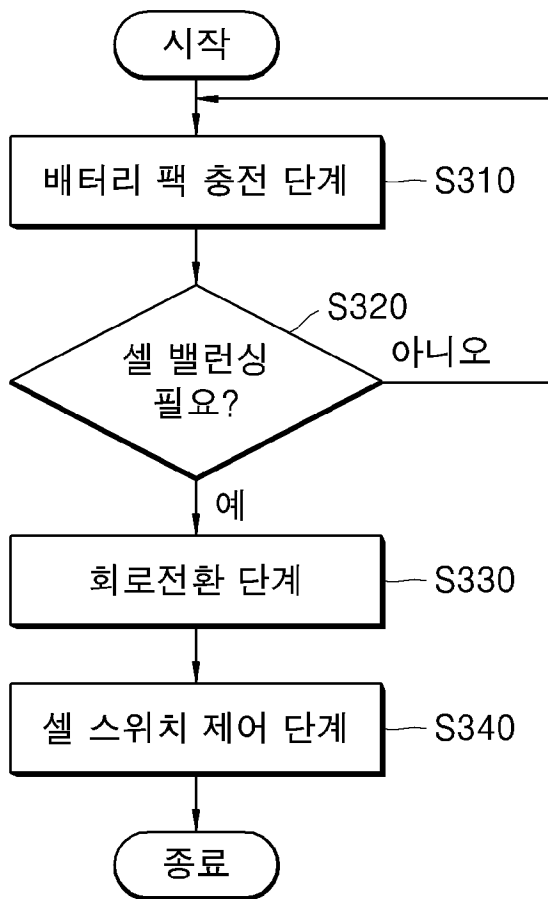 시작
배터리 팩 충전 단계
S310
S320
셀 밸런싱
필요?
아니오
예
회로전환 단계
S330
셀 스위치 제어 단계
S340
종료